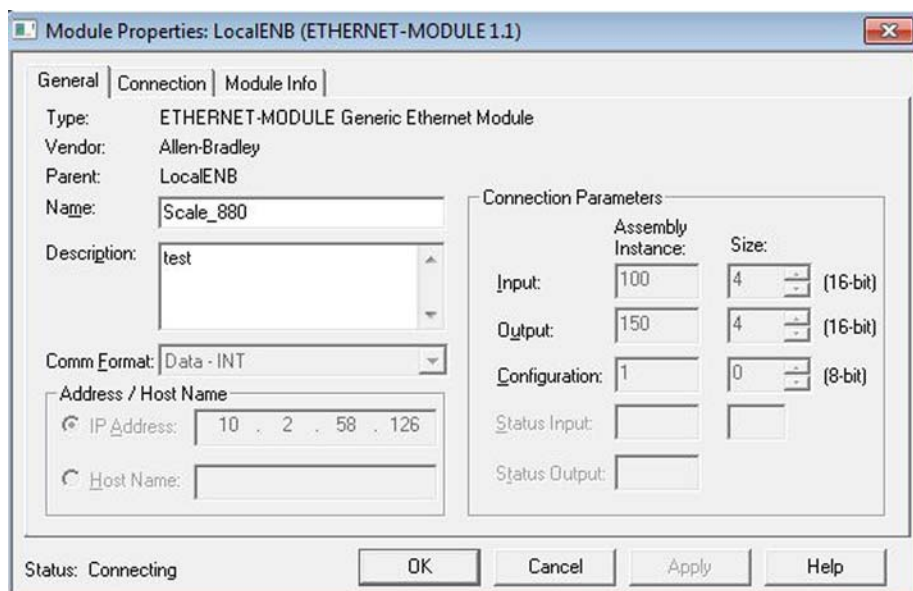 Module Properties: LocalENB (ETHERNET-MODULE 1.1)
General Connection Module Info
Type: ETHERNET-MODULE Generic Ethernet Module
Vendor: Allen-Bradley
Parent: LocalENB
Name: Scale_880
Description: test
Comm Format: Data - INT
Address / Host Name
IP Address: 10 . 2 . 58 . 126
Host Name:
Connection Parameters
Assembly Instance: Size:
Input: 100 4 (16-bit)
Output: 150 4 (16-bit)
Configuration: 1 0 (8-bit)
Status Input:
Status Output:
Status: Connecting
OK Cancel Apply Help